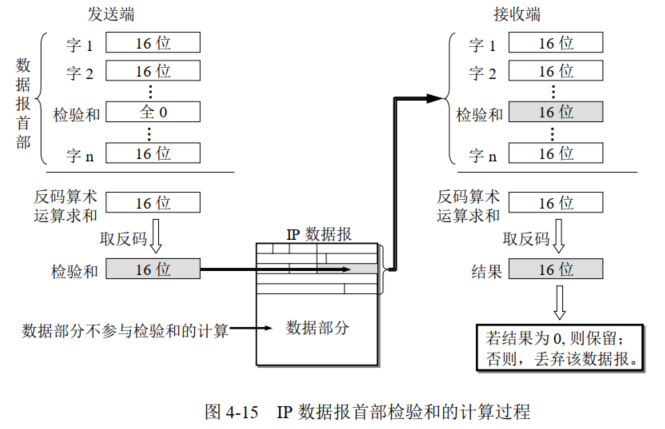 发送端
数据报首部
字 1 16 位
字 2 16 位
检验和 全 0
字 n 16 位
反码算术
运算求和
16 位
取反码
检验和 16 位
数据部分不参与检验和的计算
IP 数据报
数据部分
接收端
字 1 16 位
字 2 16 位
检验和 16 位
字 n 16 位
反码算术
运算求和
16 位
取反码
结果 16 位
若结果为 0, 则保留；
否则，丢弃该数据报。
图 4-15 IP 数据报首部检验和的计算过程